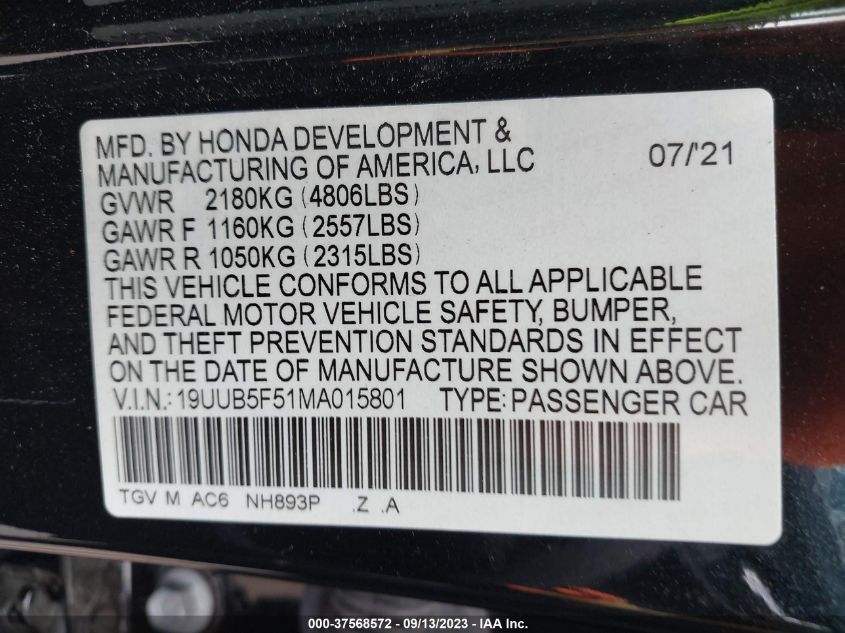 MFD. BY HONDA DEVELOPMENT &
MANUFACTURING OF AMERICA, LLC 07/'21
GVWR 2180KG (4806LBS)
GAWR F 1160KG (2557LBS)
GAWR R 1050KG (2315LBS)
THIS VEHICLE CONFORMS TO ALL APPLICABLE
FEDERAL MOTOR VEHICLE SAFETY, BUMPER,
AND THEFT PREVENTION STANDARDS IN EFFECT
ON THE DATE OF MANUFACTURE SHOWN ABOVE.
V.I.N.: 19UUB5F51MA015801 TYPE: PASSENGER CAR
TGV M AC6 NH893P .Z .A
000-37568572 / 09/13/2023 - IAA Inc.